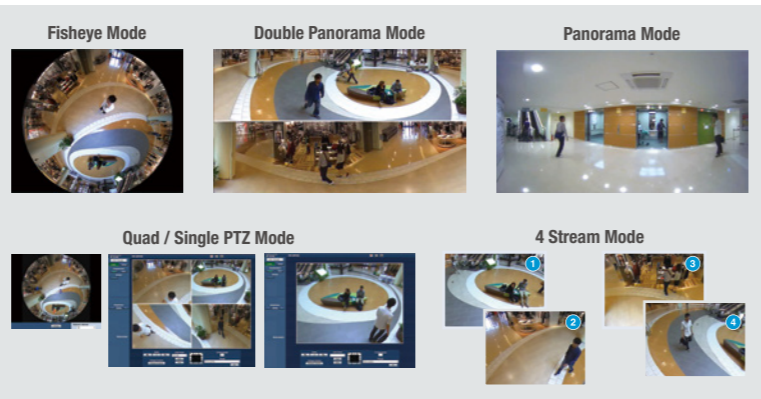 Fisheye Mode
Double Panorama Mode
Panorama Mode
Quad / Single PTZ Mode
4 Stream Mode
1
3
2
4